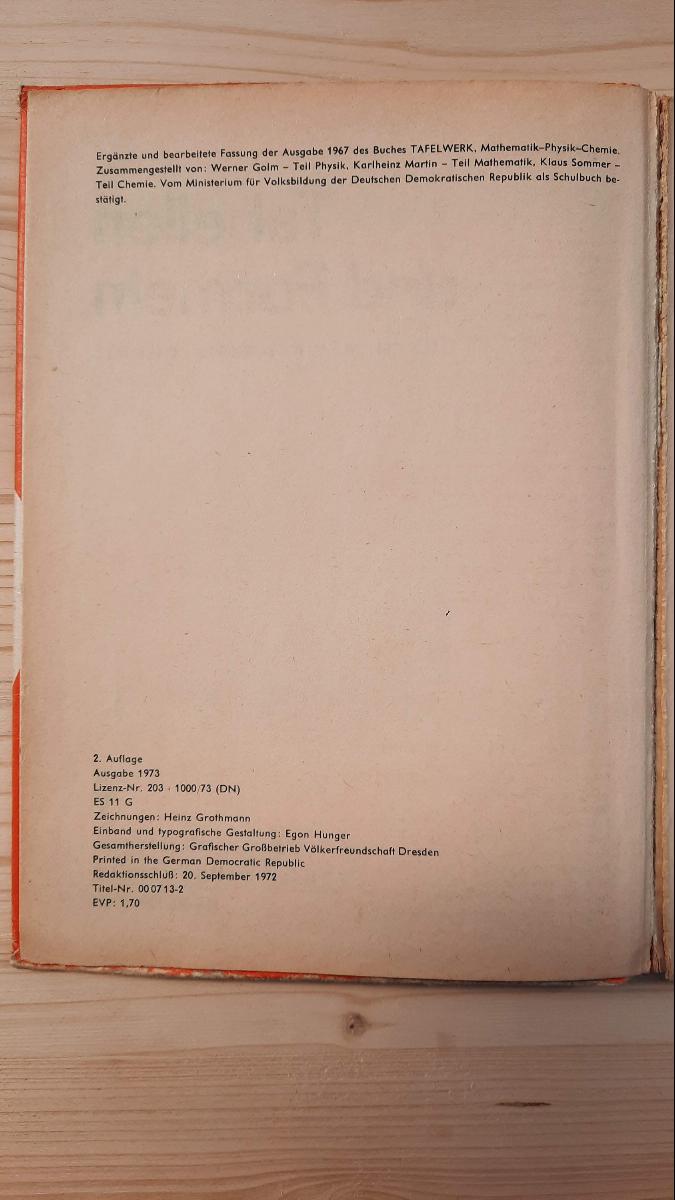 Ergänzte und bearbeitete Fassung der Ausgabe 1967 des Buches TAFELWERK, Mathematik–Physik–Chemie.
Zusammengestellt von: Werner Golm – Teil Physik, Karlheinz Martin – Teil Mathematik, Klaus Sommer –
Teil Chemie. Vom Ministerium für Volksbildung der Deutschen Demokratischen Republik als Schulbuch be-
stätigt.
2. Auflage
Ausgabe 1973
Lizenz-Nr. 203 · 1000/73 (DN)
ES 11 G
Zeichnungen: Heinz Grothmann
Einband und typografische Gestaltung: Egon Hunger
Gesamtherstellung: Grafischer Großbetrieb Völkerfreundschaft Dresden
Printed in the German Democratic Republic
Redaktionsschluß: 20. September 1972
Titel-Nr. 00 07 13-2
EVP: 1,70